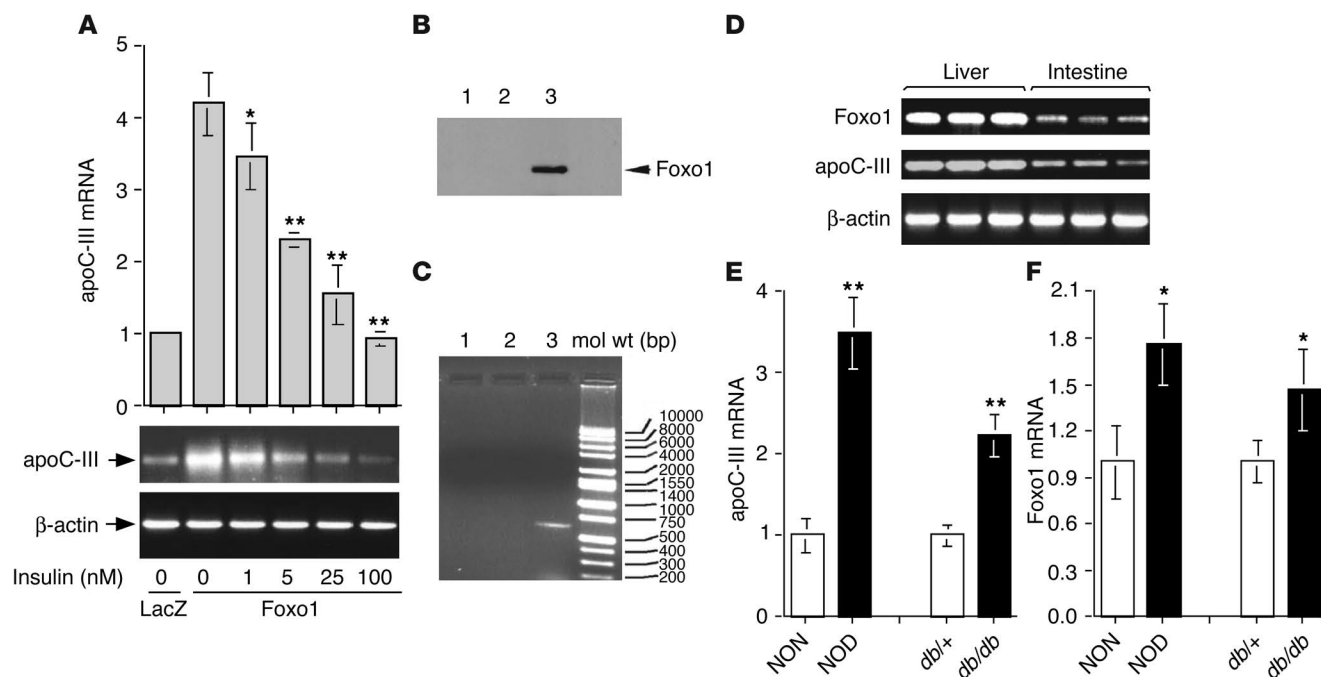 A
5
4
3
2
1
0
apoC-III mRNA
*
**
**
**
apoC-III
β-actin
Insulin (nM) 0 0 1 5 25 100
LacZ Foxo1
B
1 2 3
Foxo1
C
1 2 3 mol wt (bp)
10000
8000
6000
4000
2000
1550
1400
1000
750
500
400
300
200
D
Liver Intestine
Foxo1
apoC-III
β-actin
E
4
3
2
1
0
apoC-III mRNA
**
**
NON NOD db/+ db/db
F
2.1
1.8
1.5
1.2
0.9
0.6
0.3
0.0
Foxo1 mRNA
*
*
NON NOD db/+ db/db